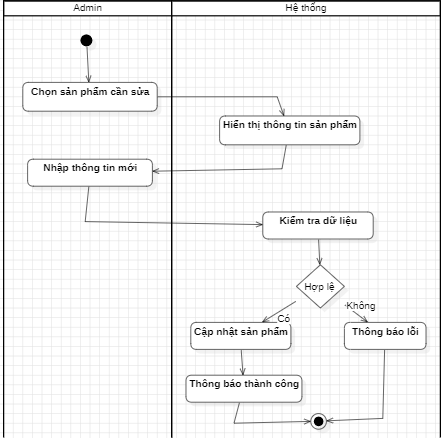 Admin
Hệ thống
Chọn sản phẩm cần sửa
Hiển thị thông tin sản phẩm
Nhập thông tin mới
Kiểm tra dữ liệu
Hợp lệ
Có
Không
Cập nhật sản phẩm
Thông báo lỗi
Thông báo thành công